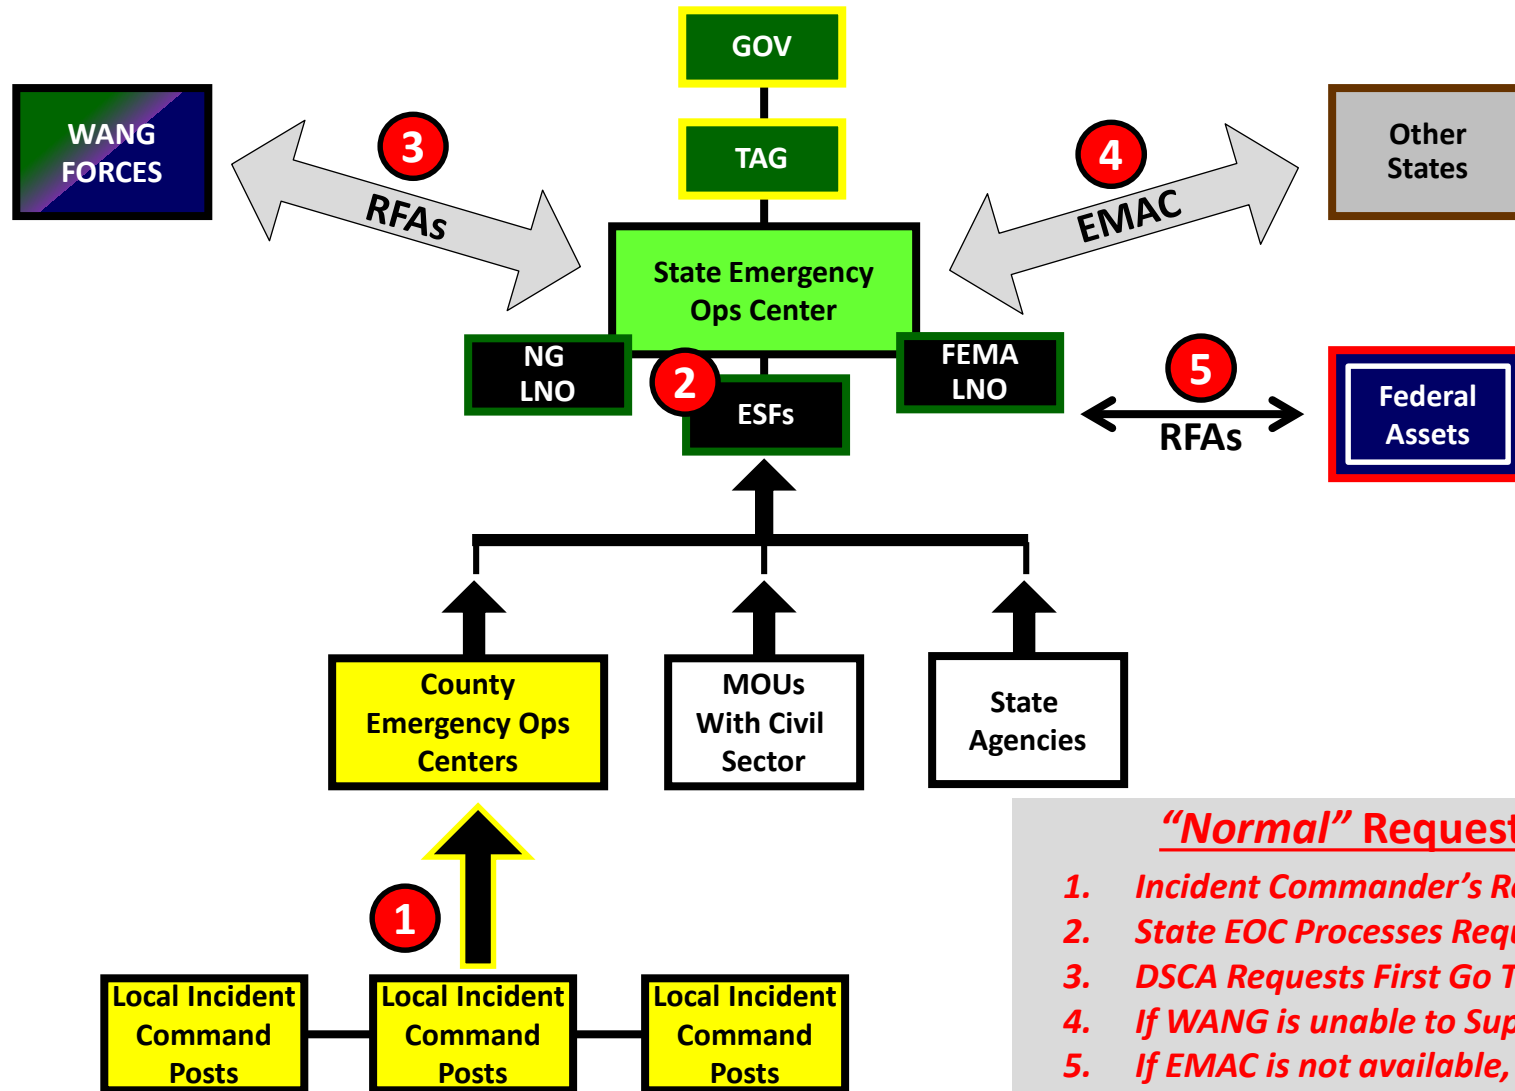 GOV
WANG
FORCES
3
TAG
4
Other
States
RFAs
EMAC
State Emergency
Ops Center
NG
LNO
2
ESFs
FEMA
LNO
5
RFAs
Federal
Assets
County
Emergency Ops
Centers
MOUs
With Civil
Sector
State
Agencies
1
Local Incident
Command
Posts
Local Incident
Command
Posts
Local Incident
Command
Posts
“Normal” Request
1. Incident Commander’s
2. State EOC Processes
3. DSCA Requests First Go
4. If WANG is unable to
5. If EMAC is not available,